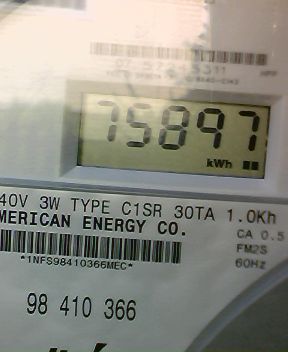 75897
kWh
40V 3W TYPE C1SR 30TA 1.0Kh
MERICAN ENERGY CO.
CA 0.5
FM2S
60Hz
*1NFS98410366MEC*
98 410 366